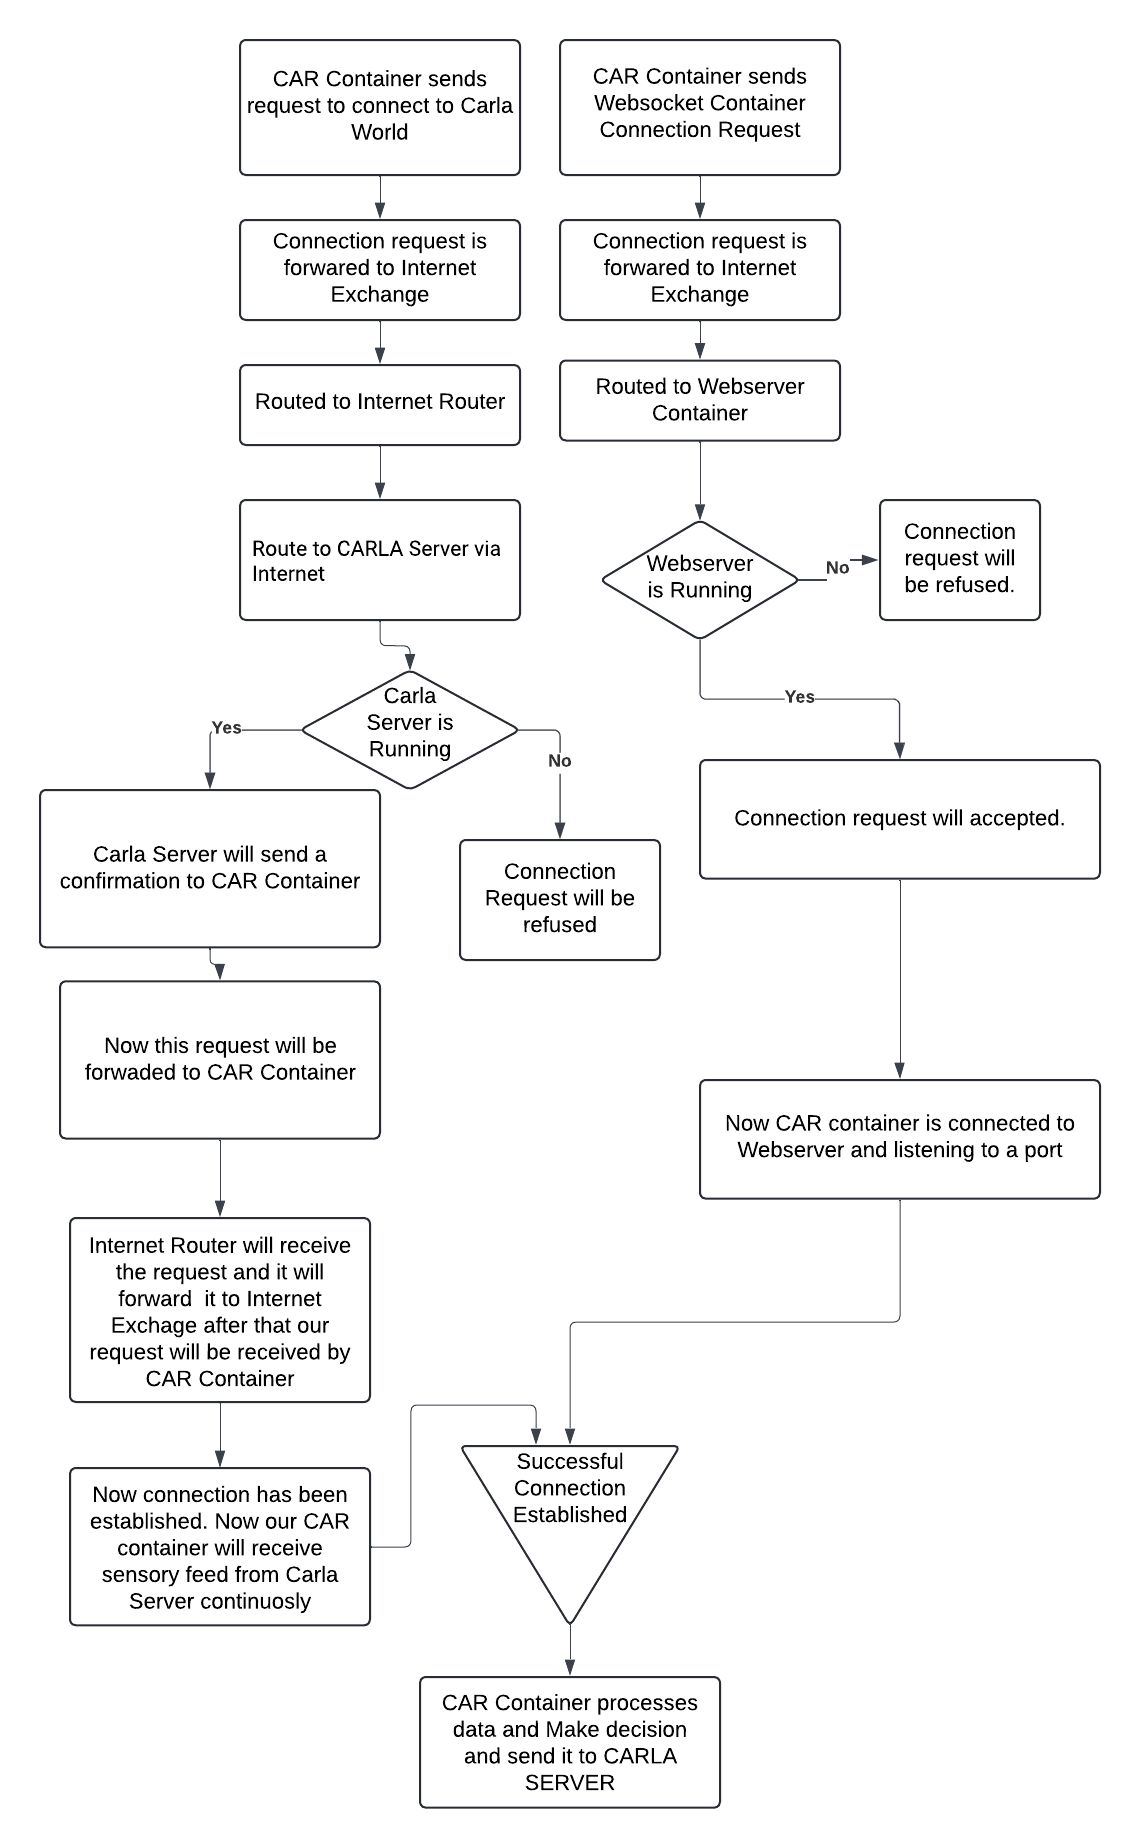 CAR Container sends
request to connect to Carla
World
CAR Container sends
Websocket Container
Connection Request
Connection request is
forwared to Internet
Exchange
Connection request is
forwared to Internet
Exchange
Routed to Internet Router
Routed to Webserver
Container
Route to CARLA Server via
Internet
Webserver
is Running
No
Connection
request will
be refused.
Carla
Server is
Running
Yes
No
Yes
Carla Server will send a
confirmation to CAR Container
Connection
Request will be
refused
Connection request will accepted.
Now this request will be
forwaded to CAR Container
Now CAR container is connected to
Webserver and listening to a port
Internet Router will receive
the request and it will
forward  it to Internet
Exchage after that our
request will be received by
CAR Container
Now connection has been
established. Now our CAR
container will receive
sensory feed from Carla
Server continuosly
Successful
Connection
Established
CAR Container processes
data and Make decision
and send it to CARLA
SERVER